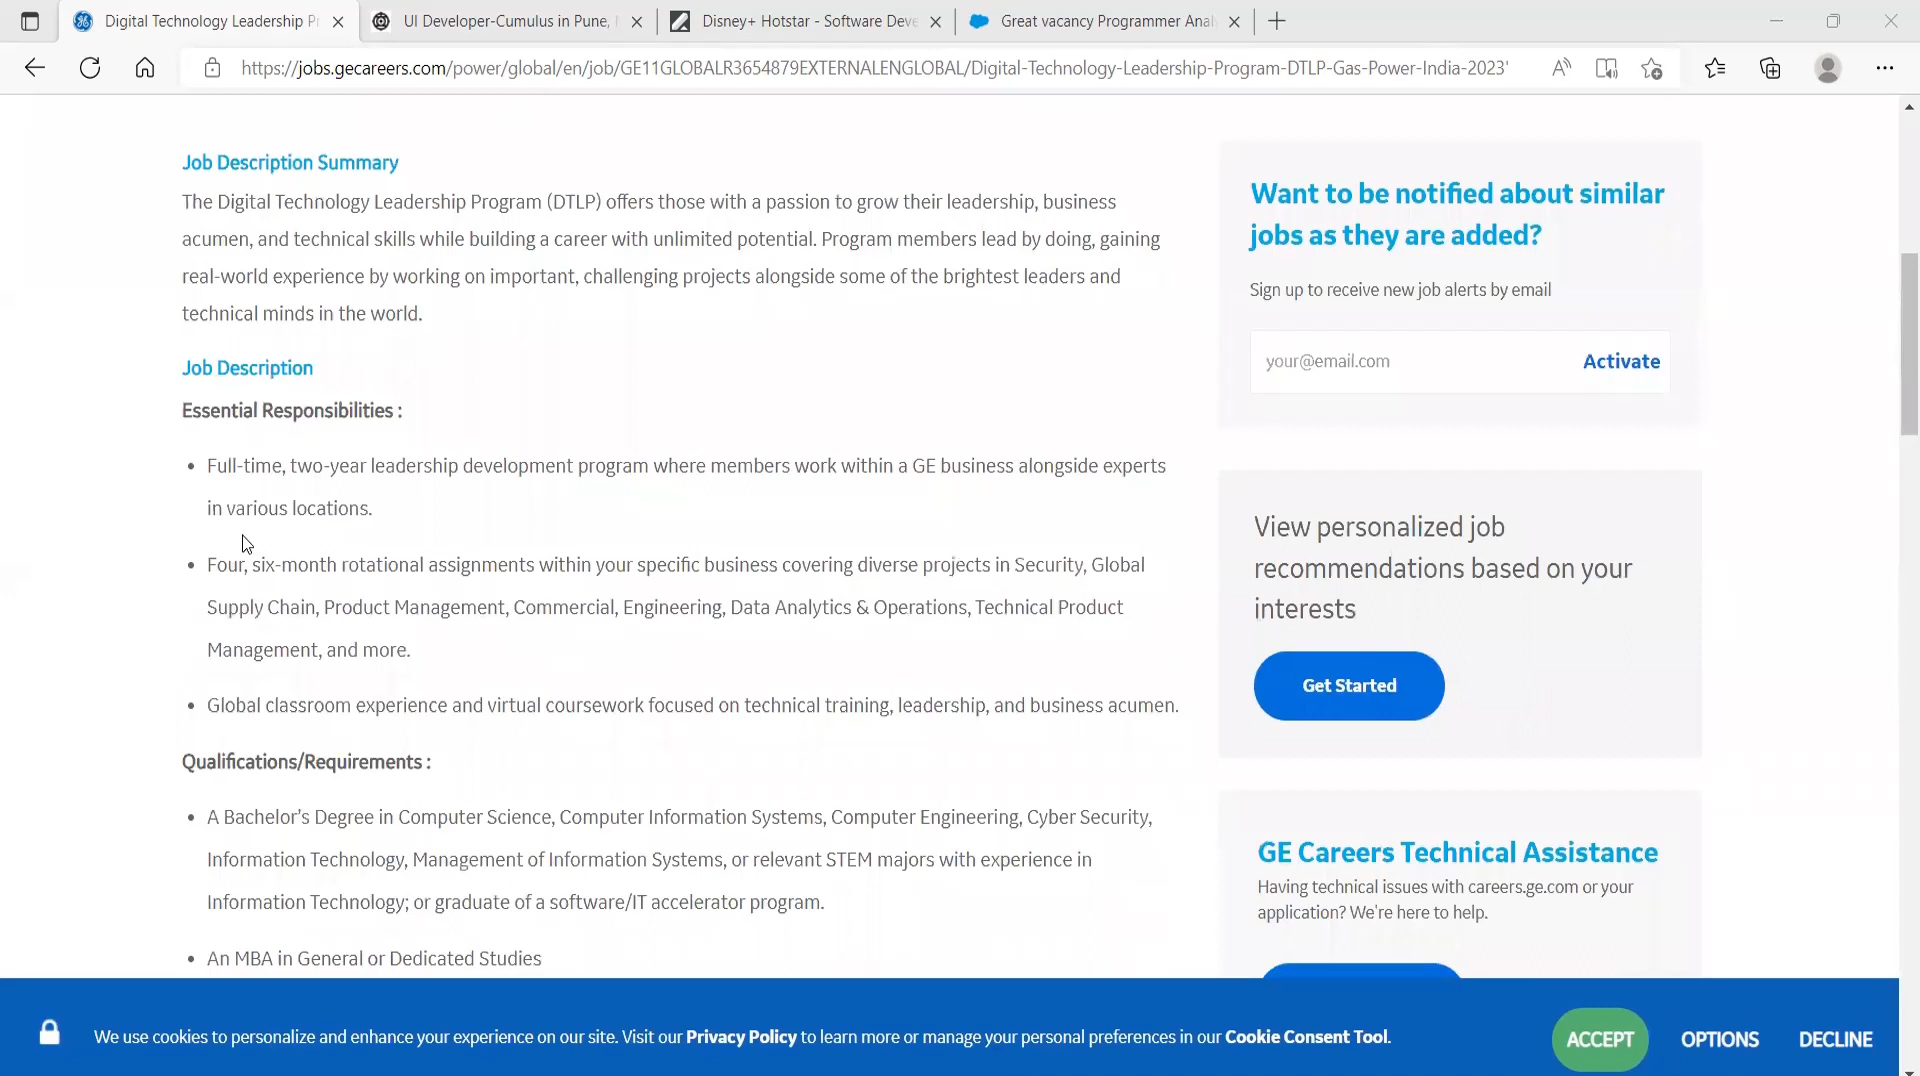 Digital Technology Leadership Pr
UI Developer-Cumulus in Pune,
Disney+ Hotstar - Software Deve
Great vacancy Programmer Anal
https://jobs.gecareers.com/power/global/en/job/GE11GLOBALR3654879EXTERNALENGLOBAL/Digital-Technology-Leadership-Program-DTLP-Gas-Power-India-2023'
Job Description Summary
The Digital Technology Leadership Program (DTLP) offers those with a passion to grow their leadership, business
acumen, and technical skills while building a career with unlimited potential. Program members lead by doing, gaining
real-world experience by working on important, challenging projects alongside some of the brightest leaders and
technical minds in the world.
Job Description
Essential Responsibilities :
• Full-time, two-year leadership development program where members work within a GE business alongside experts
in various locations.
• Four, six-month rotational assignments within your specific business covering diverse projects in Security, Global
Supply Chain, Product Management, Commercial, Engineering, Data Analytics & Operations, Technical Product
Management, and more.
• Global classroom experience and virtual coursework focused on technical training, leadership, and business acumen.
Qualifications/Requirements :
• A Bachelor’s Degree in Computer Science, Computer Information Systems, Computer Engineering, Cyber Security,
Information Technology, Management of Information Systems, or relevant STEM majors with experience in
Information Technology; or graduate of a software/IT accelerator program.
• An MBA in General or Dedicated Studies
Want to be notified about similar
jobs as they are added?
Sign up to receive new job alerts by email
your@email.com
Activate
View personalized job
recommendations based on your
interests
Get Started
GE Careers Technical Assistance
Having technical issues with careers.ge.com or your
application? We're here to help.
We use cookies to personalize and enhance your experience on our site. Visit our Privacy Policy to learn more or manage your personal preferences in our Cookie Consent Tool.
ACCEPT
OPTIONS
DECLINE